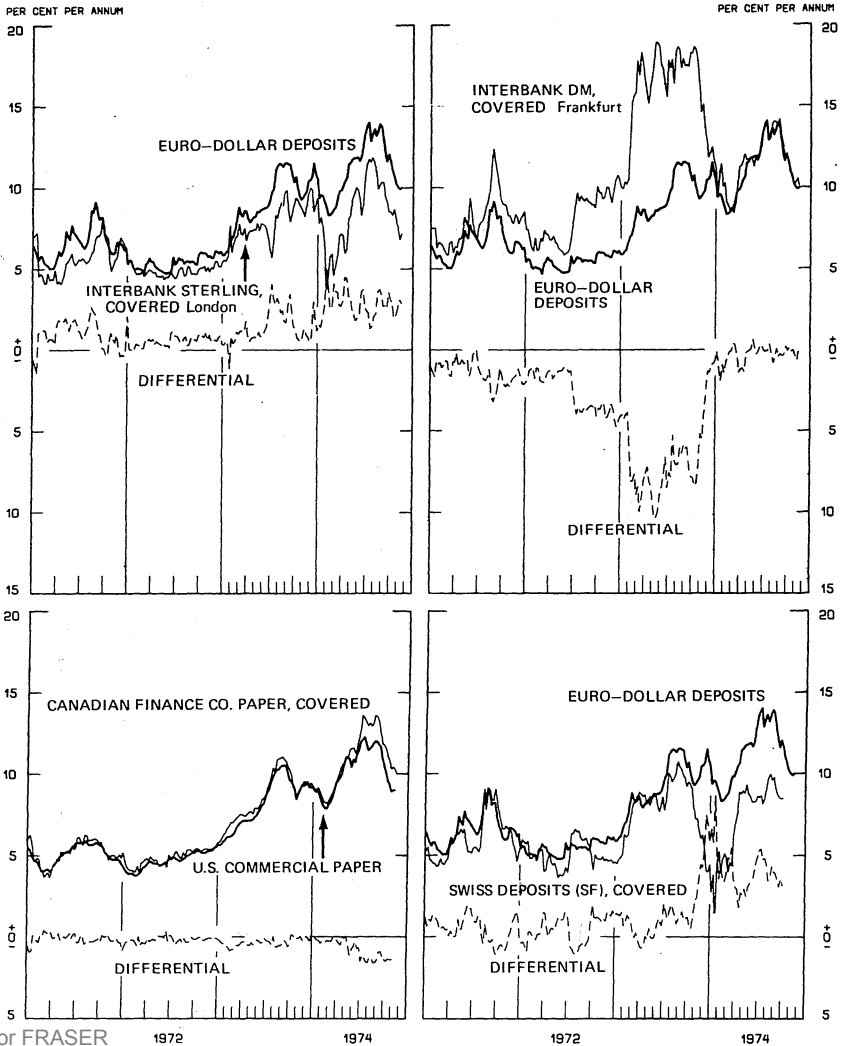 PER CENT PER ANNUM
PER CENT PER ANNUM
20
15
10
5
+
0
-
5
10
15
EURO-DOLLAR DEPOSITS
INTERBANK STERLING,
COVERED London
DIFFERENTIAL
INTERBANK DM,
COVERED Frankfurt
EURO-DOLLAR
DEPOSITS
DIFFERENTIAL
20
15
10
5
+
0
-
5
10
15
20
15
10
5
+
0
-
5
CANADIAN FINANCE CO. PAPER, COVERED
U.S. COMMERCIAL PAPER
DIFFERENTIAL
EURO-DOLLAR DEPOSITS
SWISS DEPOSITS (SF), COVERED
DIFFERENTIAL
20
15
10
5
+
0
-
5
1972
1974
1972
1974
or FRASER